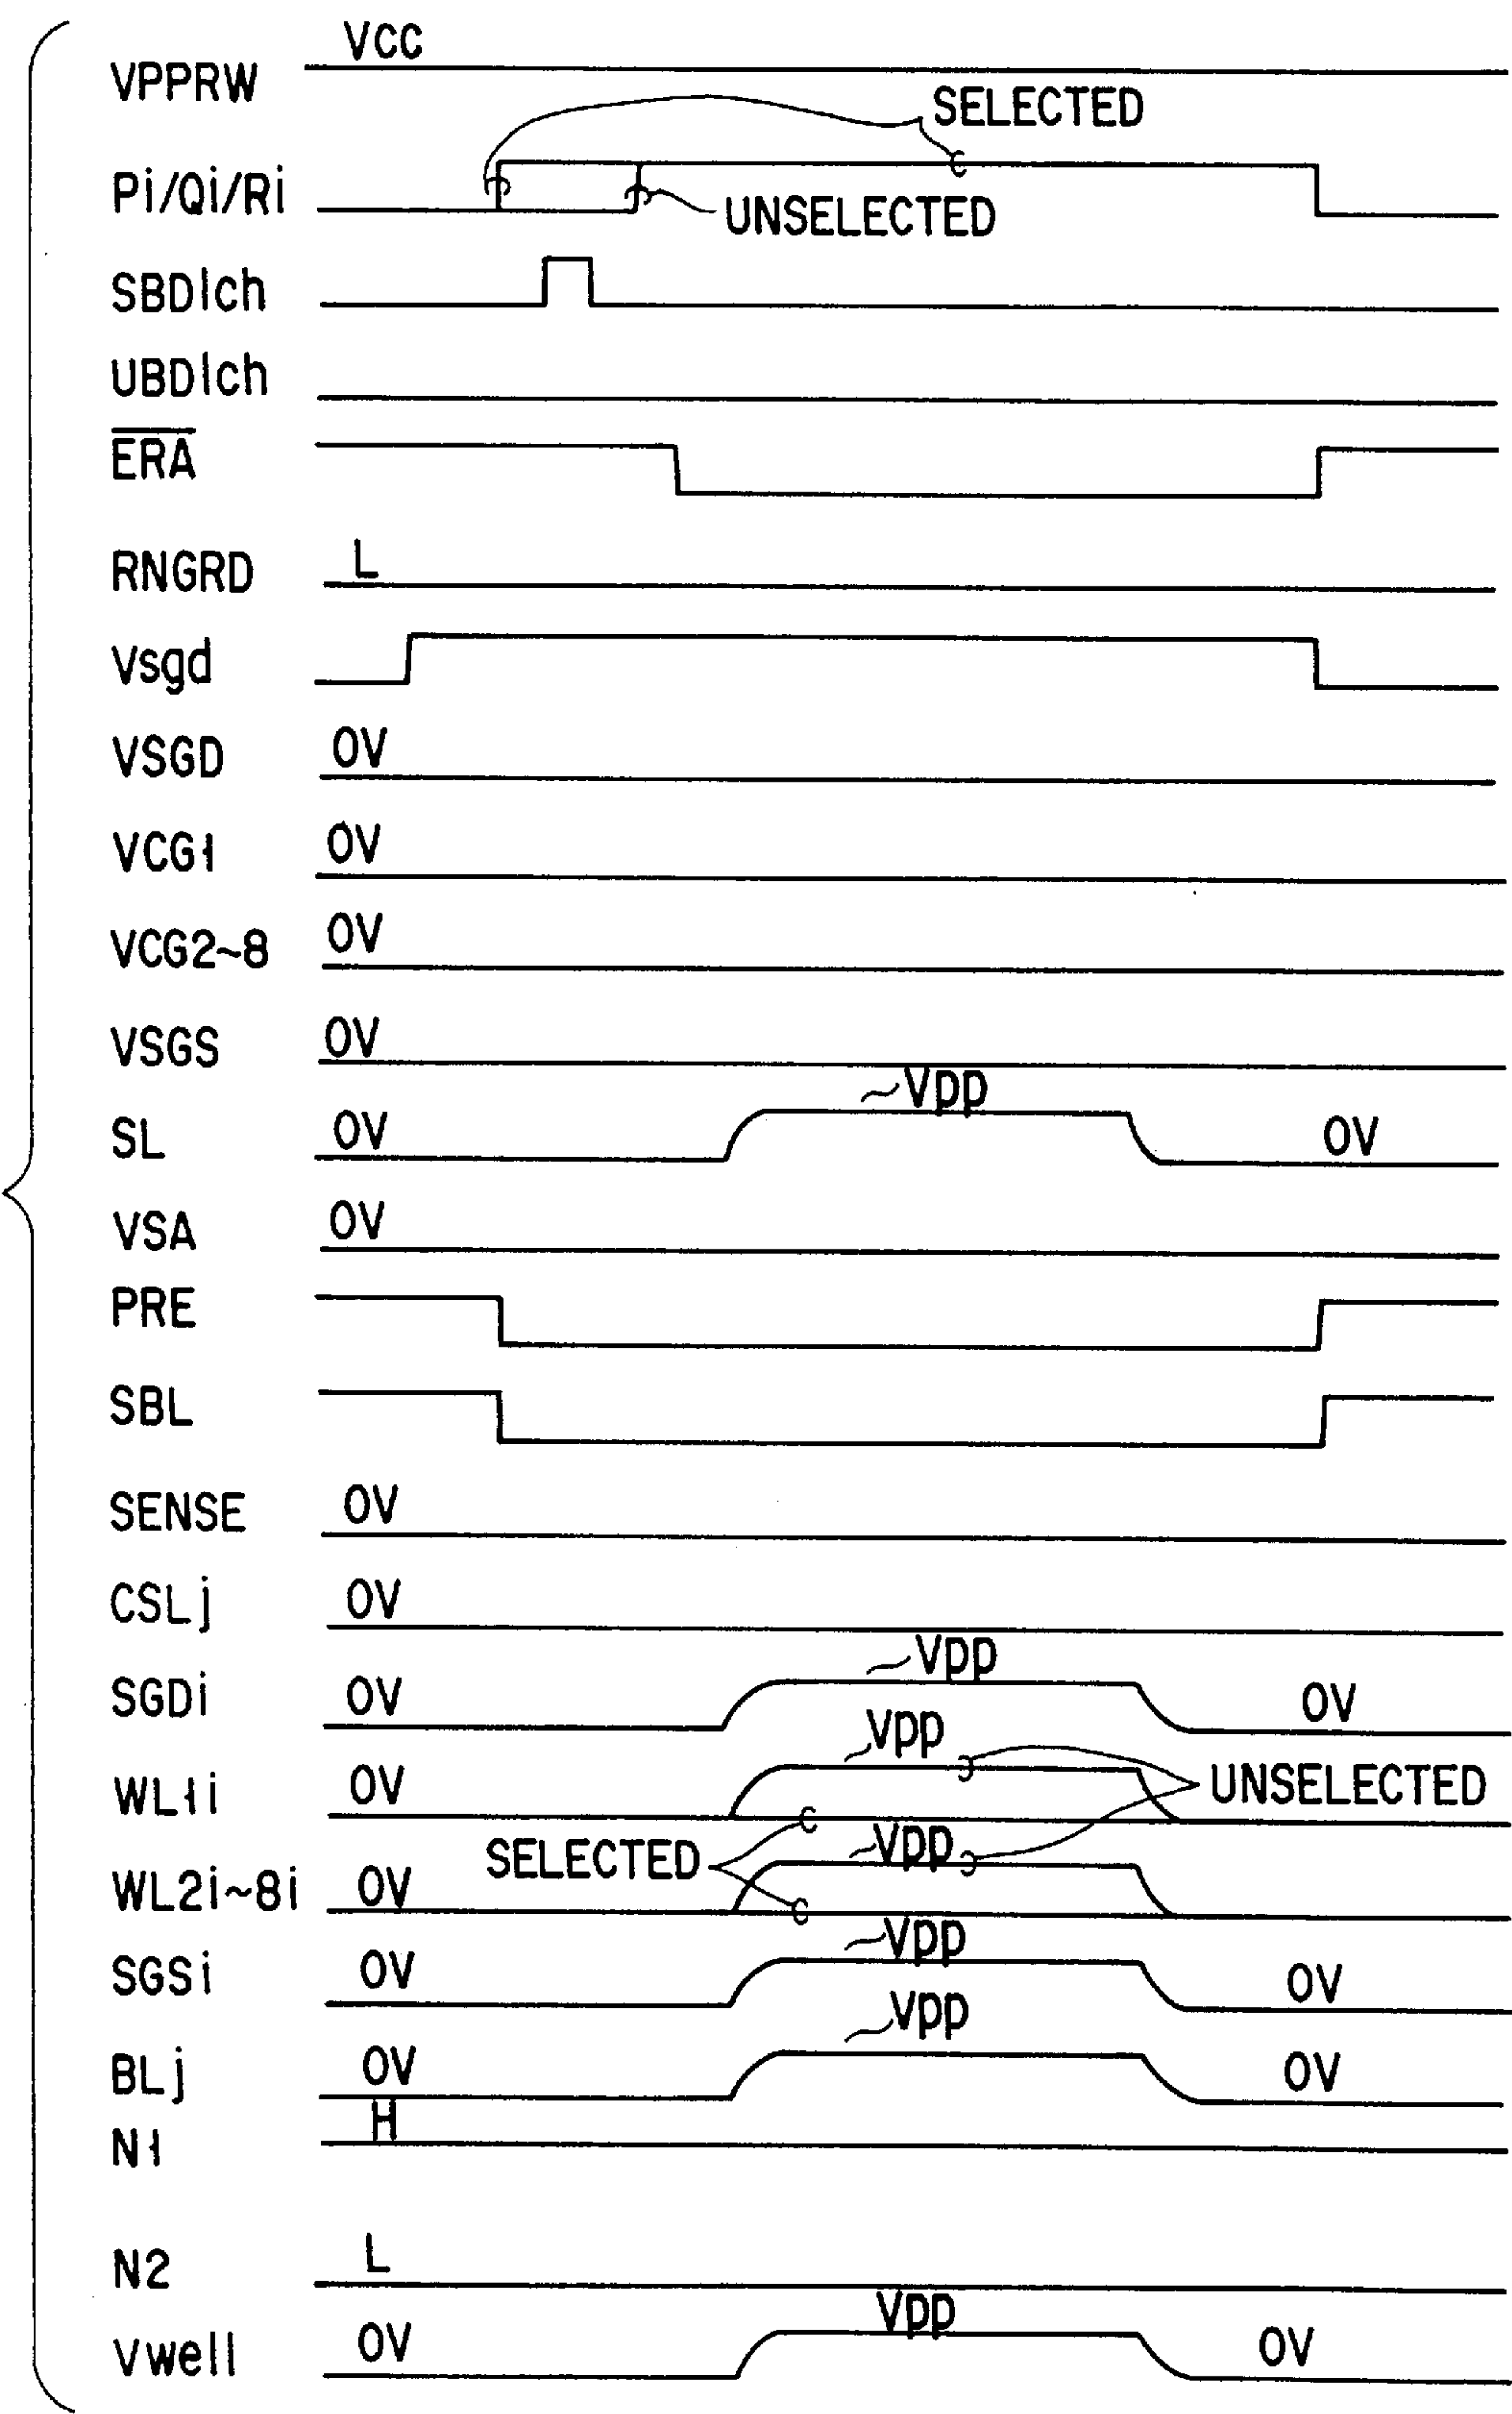 VCC
VPPRW
SELECTED
Pi/Qi/Ri
UNSELECTED
SBDlch
UBDlch
ERA
RNGRD L
Vsgd
VSGD 0V
VCG1 0V
VCG2~8 0V
VSGS 0V
~Vpp
SL 0V 0V
VSA 0V
PRE
SBL
SENSE 0V
CSLj 0V
~Vpp
SGDi 0V 0V
~Vpp
WL1i 0V UNSELECTED
SELECTED ~Vpp
WL2i~8i 0V
~Vpp
SGSi 0V 0V
~Vpp
BLj 0V 0V
N1 H
N2 L
Vpp
Vwell 0V 0V